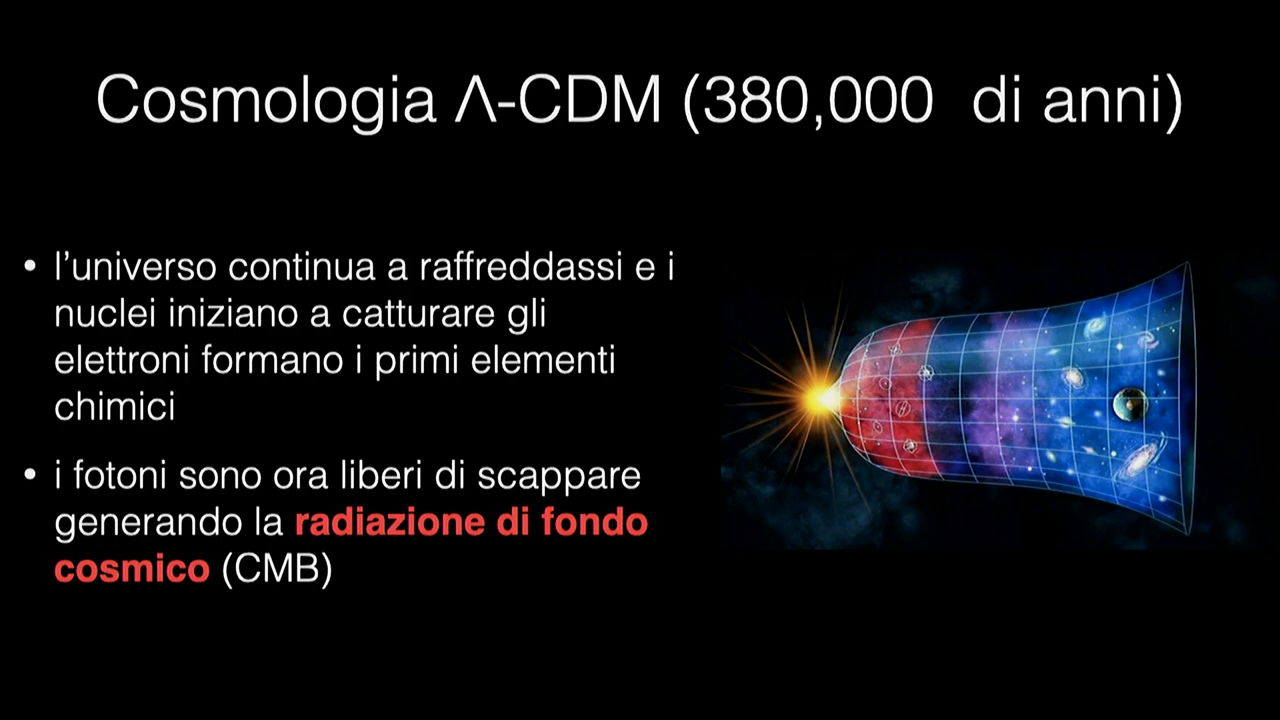 Cosmologia Λ-CDM (380,000 di anni)
• l’universo continua a raffreddassi e i
nuclei iniziano a catturare gli
elettroni formano i primi elementi
chimici
• i fotoni sono ora liberi di scappare
generando la radiazione di fondo
cosmico (CMB)